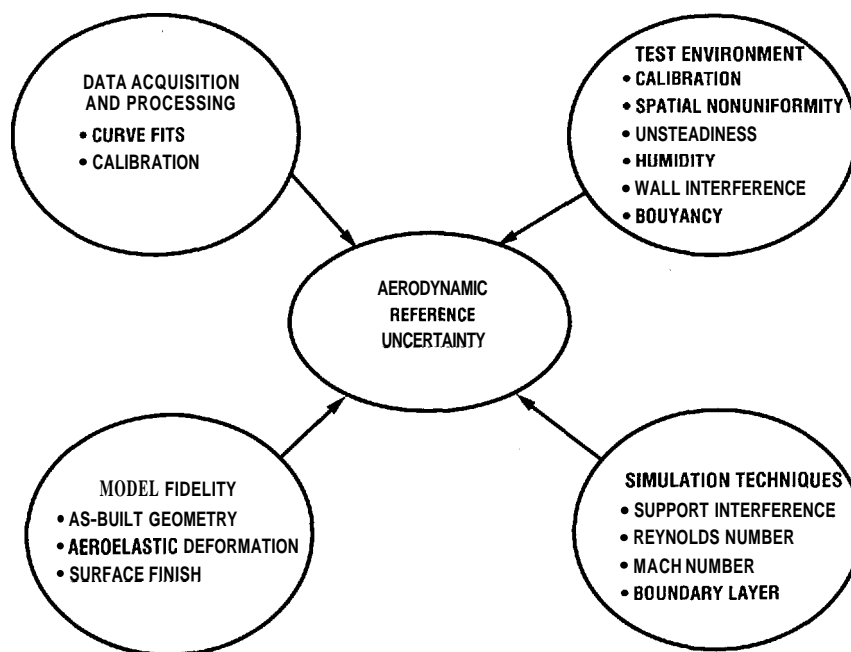 DATA ACQUISITION
AND PROCESSING
• CURVE FITS
• CALIBRATION
TEST ENVIRONMENT
• CALIBRATION
• SPATIAL NONUNIFORMITY
• UNSTEADINESS
• HUMIDITY
• WALL INTERFERENCE
• BOUYANCY
AERODYNAMIC
REFERENCE
UNCERTAINTY
MODEL FIDELITY
• AS-BUILT GEOMETRY
• AEROELASTIC DEFORMATION
• SURFACE FINISH
SIMULATION TECHNIQUES
• SUPPORT INTERFERENCE
• REYNOLDS NUMBER
• MACH NUMBER
• BOUNDARY LAYER